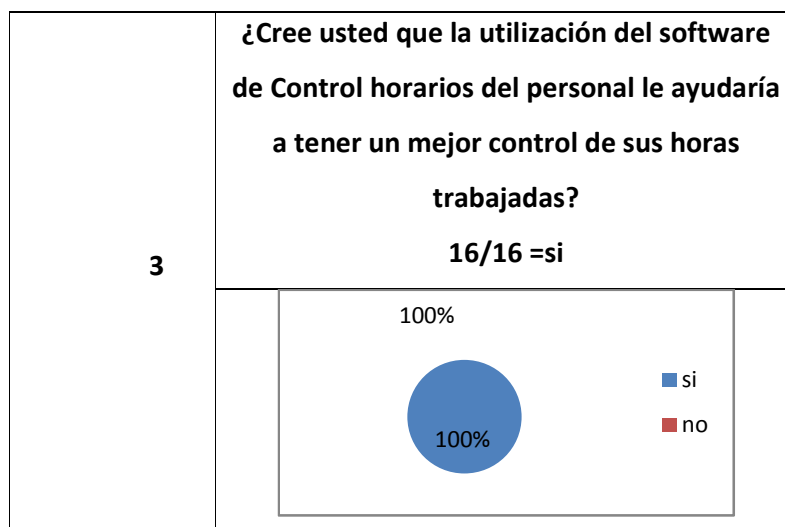 3
¿Cree usted que la utilización del software
de Control horarios del personal le ayudaría
a tener un mejor control de sus horas
trabajadas?
16/16 =si
100%
100%
si
no